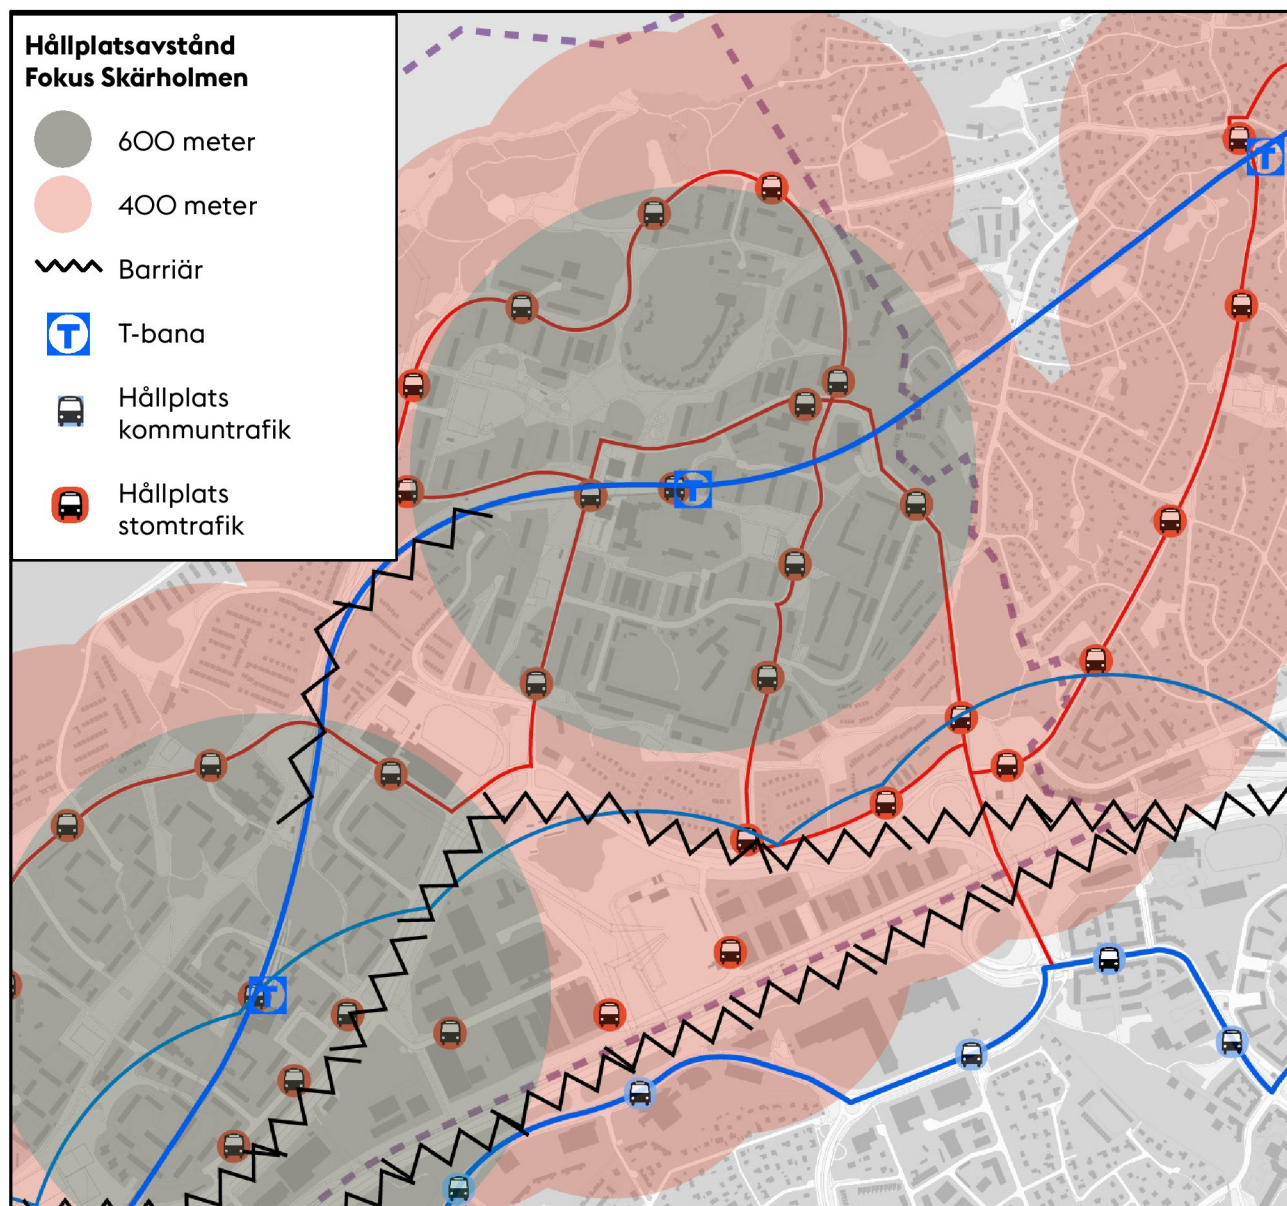 Hållplatsavstånd
Fokus Skärholmen
600 meter
400 meter
Barriär
T-bana
Hållplats
kommuntrafik
Hållplats
stomtrafik